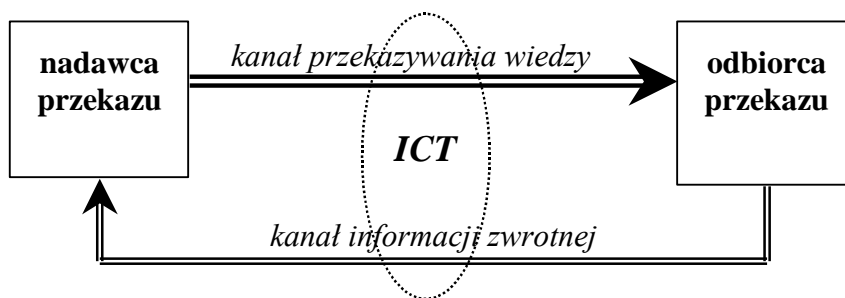 nadawca
przekazu
kanał przekazywania wiedzy
odbiorca
przekazu
ICT
kanał informacji zwrotnej